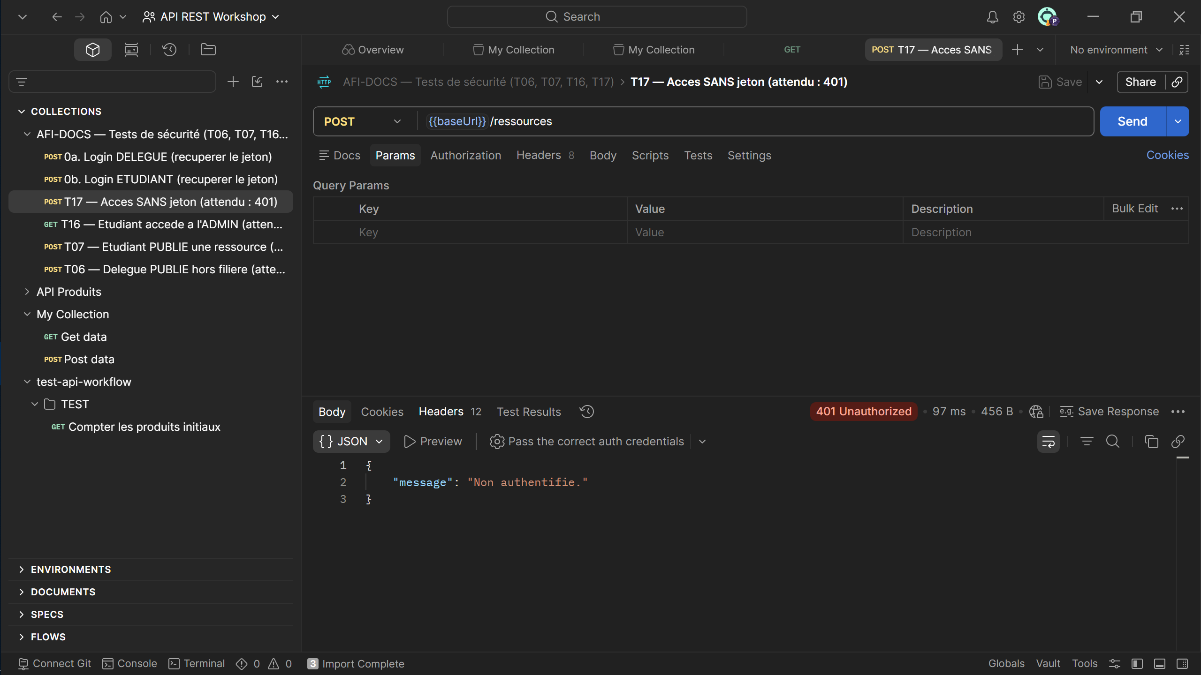 API REST Workshop
Search
P
Overview
My Collection
My Collection
GET
POST T17 — Acces SANS
No environment
HTTP AFI-DOCS — Tests de sécurité (T06, T07, T16, T17) › T17 — Acces SANS jeton (attendu : 401)
Save
Share
COLLECTIONS
AFI-DOCS — Tests de sécurité (T06, T07, T16...
POST 0a. Login DELEGUE (recuperer le jeton)
POST 0b. Login ETUDIANT (recuperer le jeton)
POST T17 — Acces SANS jeton (attendu : 401)
GET T16 — Etudiant accede a l'ADMIN (atten...
POST T07 — Etudiant PUBLIE une ressource (...
POST T06 — Delegue PUBLIE hors filiere (atte...
API Produits
My Collection
GET Get data
POST Post data
test-api-workflow
TEST
GET Compter les produits initiaux
ENVIRONMENTS
DOCUMENTS
SPECS
FLOWS
POST
{{baseUrl}} /ressources
Send
Docs
Params
Authorization
Headers 8
Body
Scripts
Tests
Settings
Cookies
Query Params
Key Value Description Bulk Edit
Key Value Description
Body
Cookies
Headers 12
Test Results
401 Unauthorized
97 ms
456 B
e.g. Save Response
{ } JSON
Preview
Pass the correct auth credentials
1 {
2 "message": "Non authentifie."
3 }
Connect Git
Console
Terminal
0
0
3 Import Complete
Globals
Vault
Tools